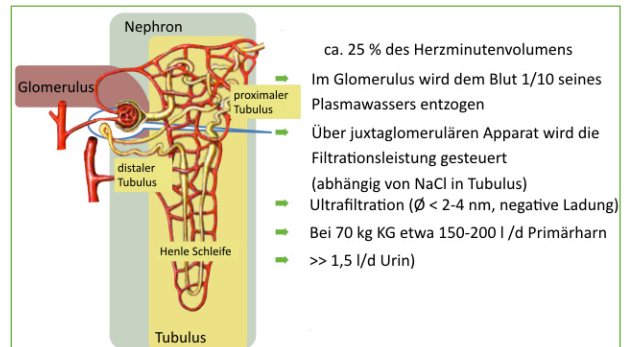 Nephron
Glomerulus
proximaler
Tubulus
distaler
Tubulus
Henle Schleife
Tubulus
ca. 25 % des Herzminutenvolumens
Im Glomerulus wird dem Blut 1/10 seines
Plasmawassers entzogen
Über juxtaglomerulären Apparat wird die
Filtrationsleistung gesteuert
(abhängig von NaCl in Tubulus)
Ultrafiltration (Ø < 2-4 nm, negative Ladung)
Bei 70 kg KG etwa 150-200 l /d Primärharn
>> 1,5 l/d Urin)